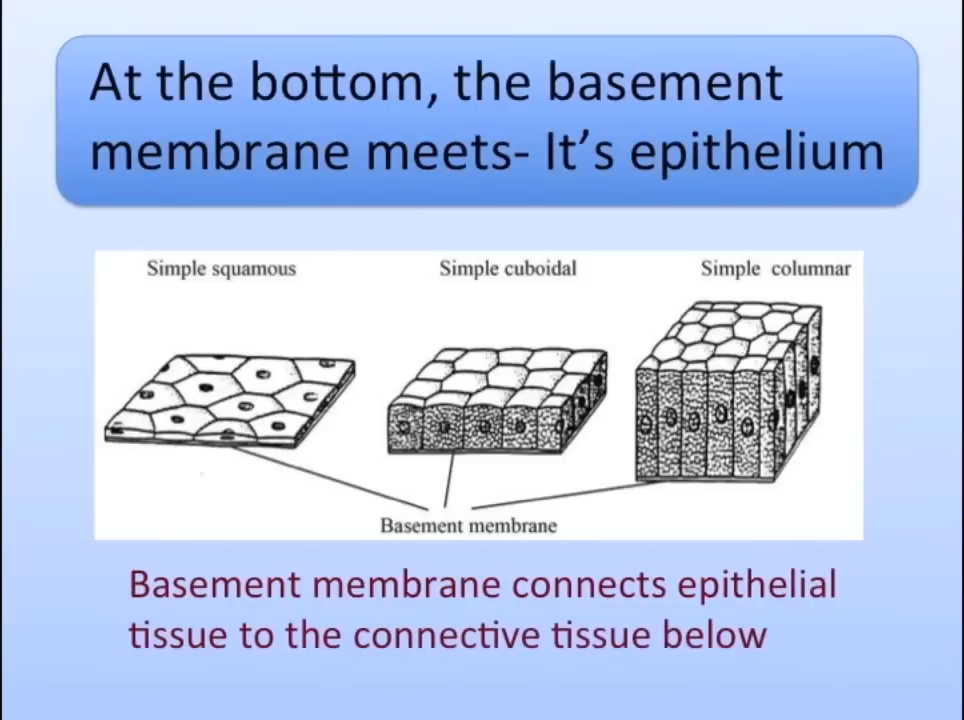 At the bottom, the basement
membrane meets- It’s epithelium
Simple squamous
Simple cuboidal
Simple columnar
Basement membrane
Basement membrane connects epithelial
tissue to the connective tissue below